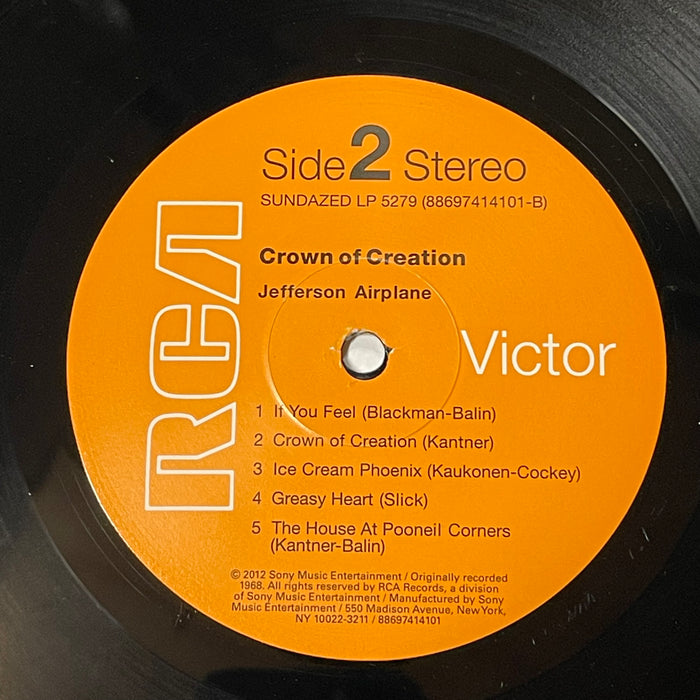 Side 2 Stereo
SUNDAZED LP 5279 (88697414101-B)
Crown of Creation
Jefferson Airplane
RCA
Victor
1 If You Feel (Blackman-Balin)
2 Crown of Creation (Kantner)
3 Ice Cream Phoenix (Kaukonen-Cockey)
4 Greasy Heart (Slick)
5 The House At Pooneil Corners
(Kantner-Balin)
© 2012 Sony Music Entertainment / Originally recorded
1968. All rights reserved by RCA Records, a division
of Sony Music Entertainment / Manufactured by Sony
Music Entertainment / 550 Madison Avenue, New York,
NY 10022-3211 / 88697414101